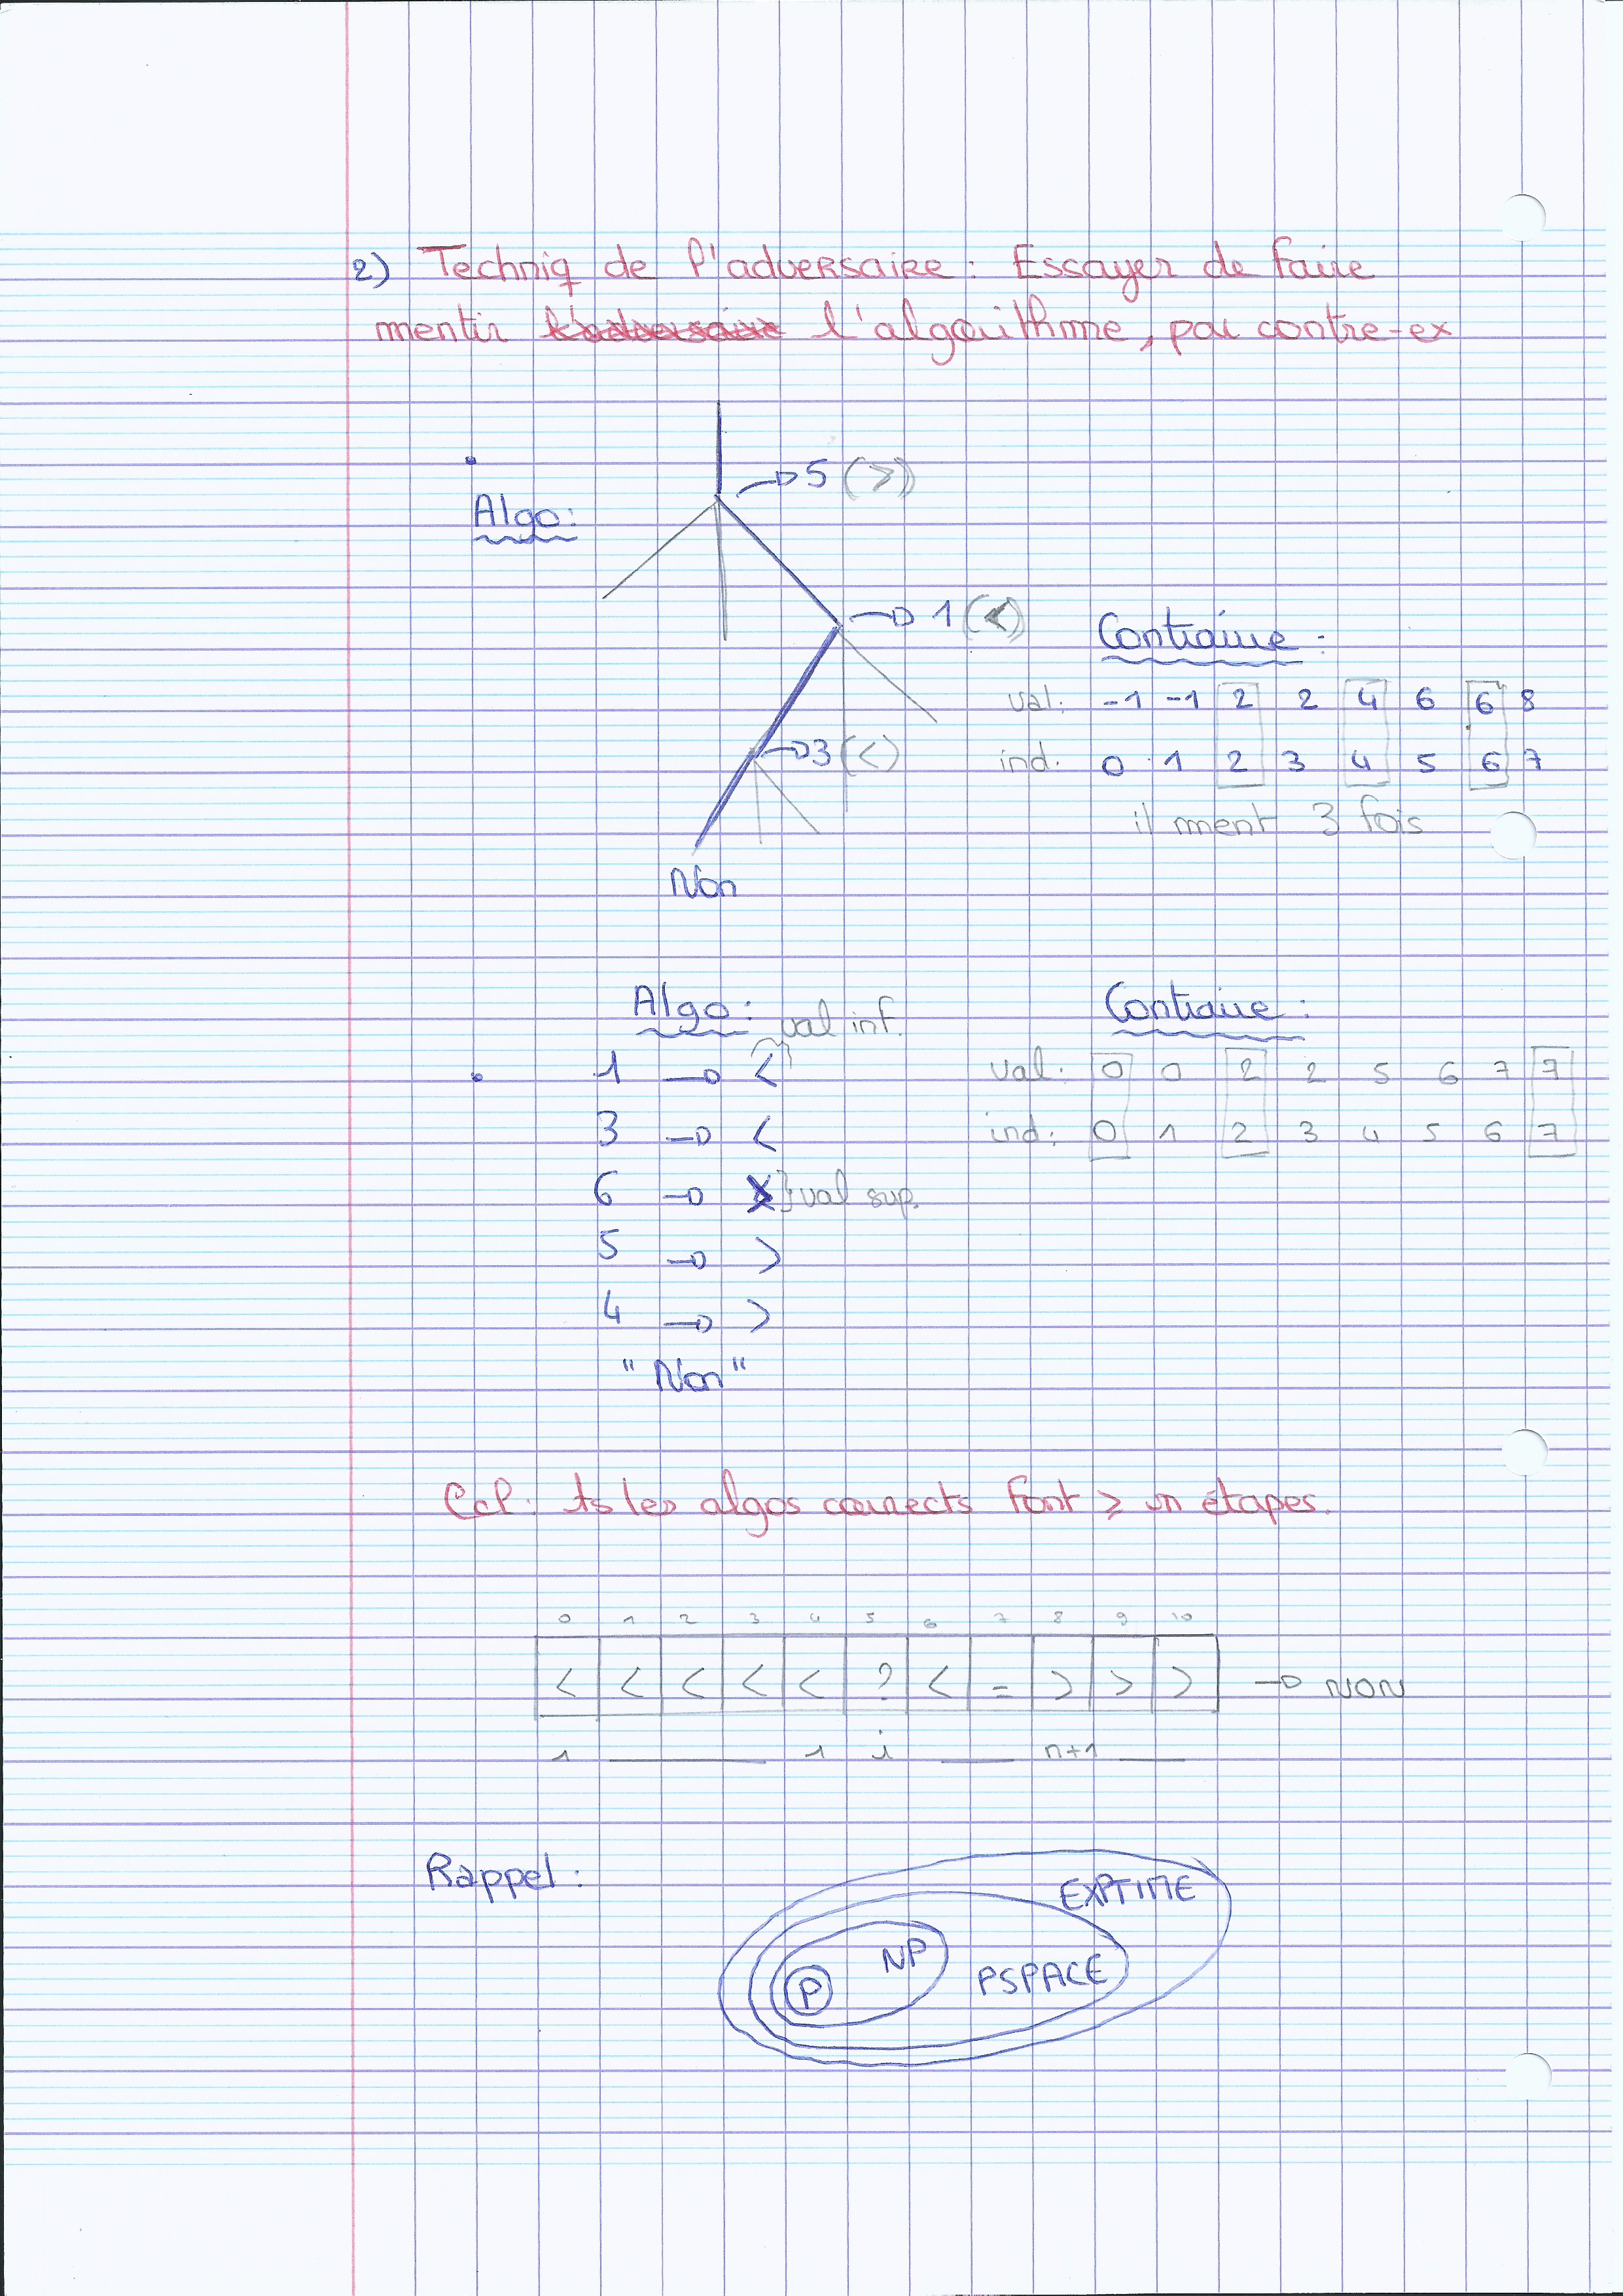 2) Techniq de l'adversaire : Essayer de faire
mentir l'algorithme, par contre-ex
Algo :
5 (>)
1 (<)
3 (<)
Non
Contraire :
val : -1 -1 2 2 4 6 6 8
ind. 0 1 2 3 4 5 6 7
il ment 3 fois
Algo :
val inf.
1 → <
3 → <
6 → > } val sup.
5 → >
4 → >
"Non"
Contraire :
val : 0 0 2 2 5 6 7 7
ind : 0 1 2 3 4 5 6 7
Ccl : ts les algos corrects font ≥ n étapes.
0 1 2 3 4 5 6 7 8 9 10
< < < < < ? < = > > > → NON
1 1 i n+1
Rappel :
P NP PSPACE EXPTIME